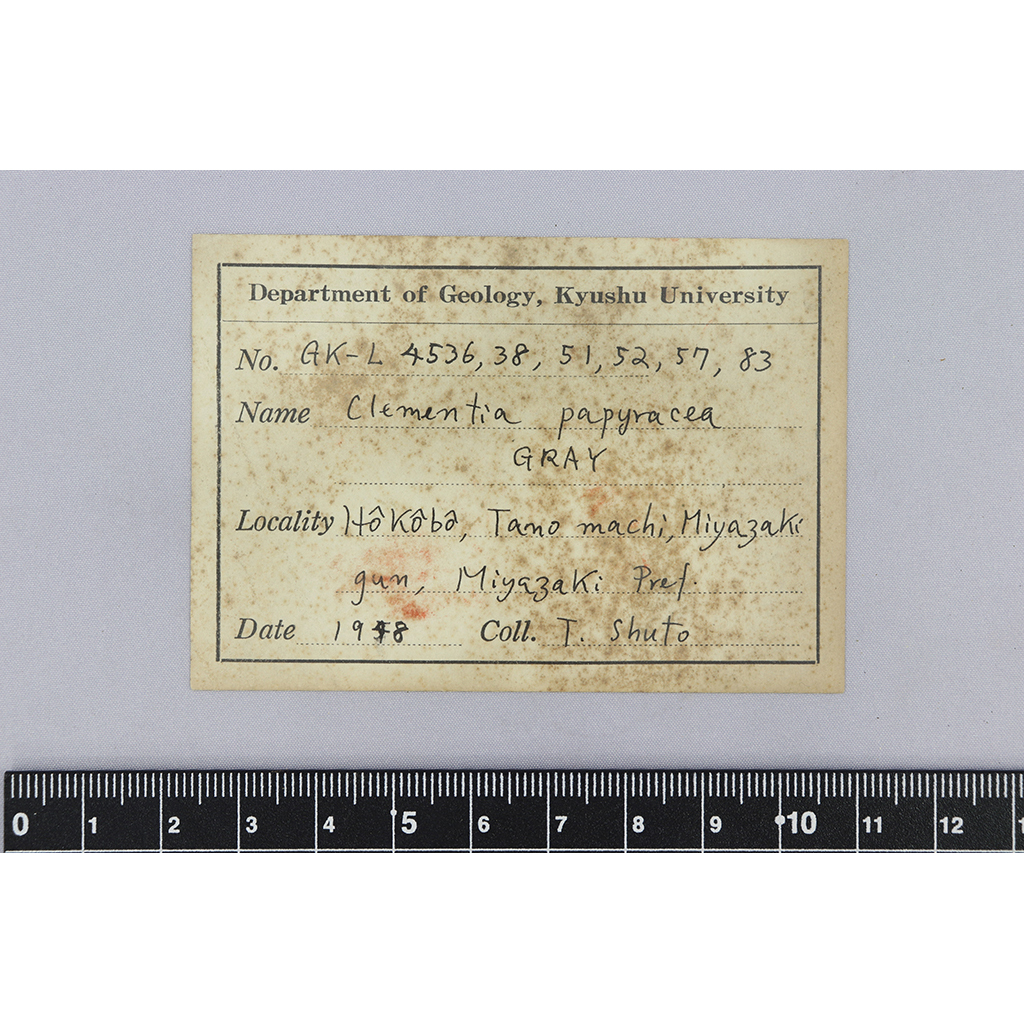 Department of Geology, Kyushu University
No. GK-L 4536, 38, 51, 52, 57, 83
Name Clementia papyracea
GRAY
Locality Hôkôbô, Tano machi, Miyazaki
gun, Miyazaki Pref.
Date
Coll. T. Shuto
0 1 2 3 4 5 6 7 8 9 10 11 12